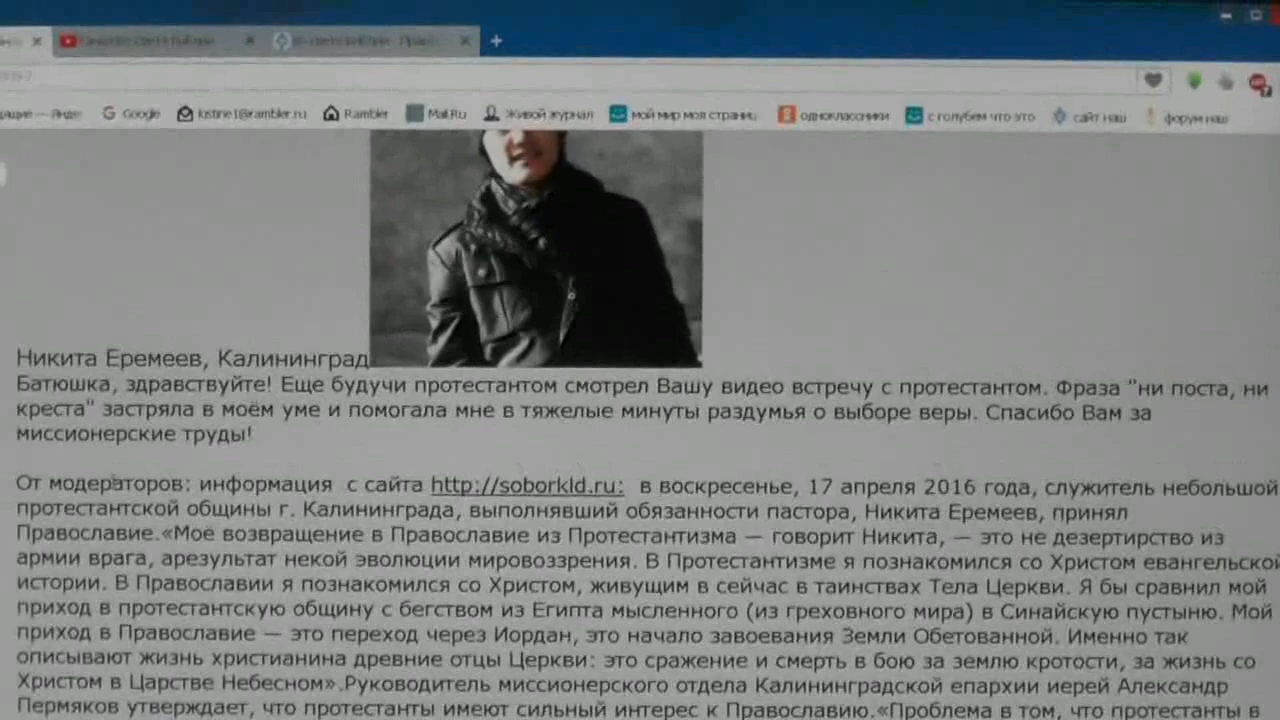 Google kistine1@rambler.ru Rambler Mail.Ru Живой журнал мой мир моя страниц одноклассники с голубем что это сайт наш форум наш
Никита Еремеев, Калининград
Батюшка, здравствуйте! Еще будучи протестантом смотрел Вашу видео встречу с протестантом. Фраза "ни поста, ни
креста" застряла в моём уме и помогала мне в тяжелые минуты раздумья о выборе веры. Спасибо Вам за
миссионерские труды!
От модераторов: информация с сайта http://soborkld.ru: в воскресенье, 17 апреля 2016 года, служитель небольшой
протестантской общины г. Калининграда, выполнявший обязанности пастора, Никита Еремеев, принял
Православие.«Моё возвращение в Православие из Протестантизма — говорит Никита, — это не дезертирство из
армии врага, арезультат некой эволюции мировоззрения. В Протестантизме я познакомился со Христом евангельской
истории. В Православии я познакомился со Христом, живущим в сейчас в таинствах Тела Церкви. Я бы сравнил мой
приход в протестантскую общину с бегством из Египта мысленного (из греховного мира) в Синайскую пустыню. Мой
приход в Православие — это переход через Иордан, это начало завоевания Земли Обетованной. Именно так
описывают жизнь христианина древние отцы Церкви: это сражение и смерть в бою за землю кротости, за жизнь со
Христом в Царстве Небесном».Руководитель миссионерского отдела Калининградской епархии иерей Александр
Пермяков утверждает, что протестанты имеют сильный интерес к Православию.«Проблема в том, что протестанты в